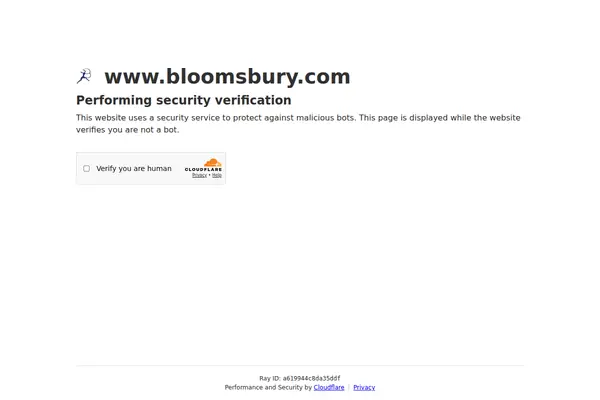 www.bloomsbury.com
Performing security verification
This website uses a security service to protect against malicious bots. This page is displayed while the website
verifies you are not a bot.
Verify you are human
CLOUDFLARE
Privacy • Help
Ray ID: a619944c8da35ddf
Performance and Security by Cloudflare | Privacy